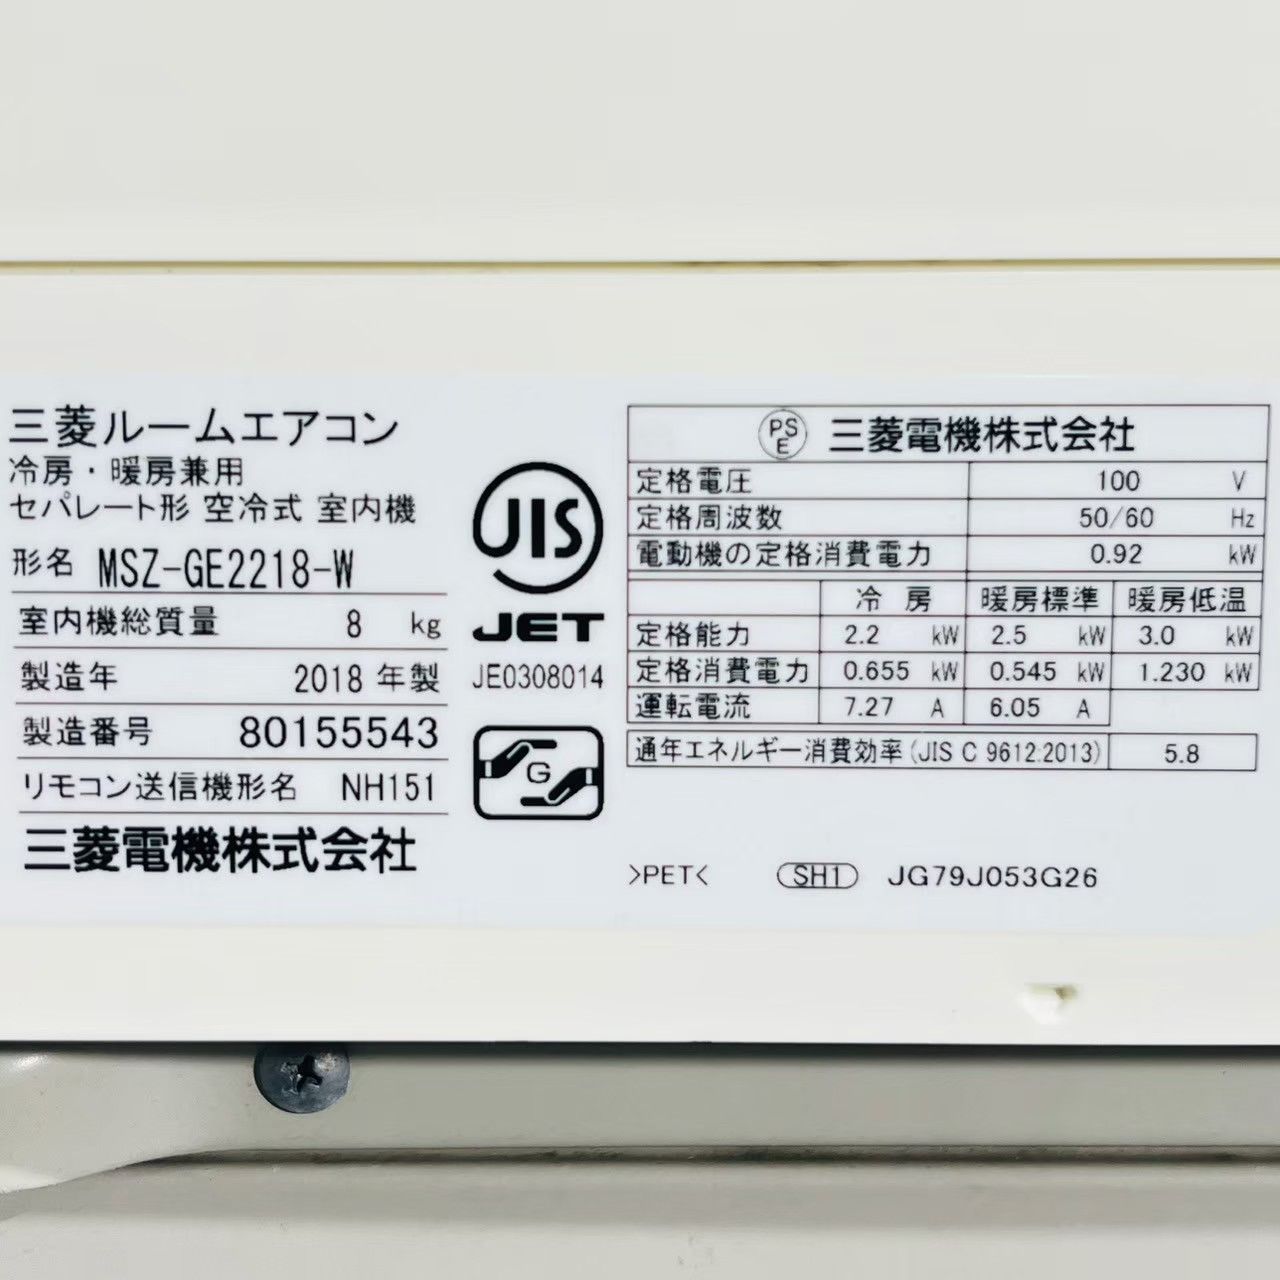 三菱ルームエアコン
冷房・暖房兼用
セパレート形 空冷式 室内機
形名 MSZ-GE2218-W
室内機総質量 8 kg
製造年 2018年製
製造番号 80155543
リモコン送信機形名 NH151
三菱電機株式会社
JIS
JET
JE0308014
G
PSE 三菱電機株式会社
定格電圧 100 V
定格周波数 50/60 Hz
電動機の定格消費電力 0.92 kW
冷房 暖房標準 暖房低温
定格能力 2.2 kW 2.5 kW 3.0 kW
定格消費電力 0.655 kW 0.545 kW 1.230 kW
運転電流 7.27 A 6.05 A
通年エネルギー消費効率(JIS C 9612:2013) 5.8
>PET< SH1 JG79J053G26